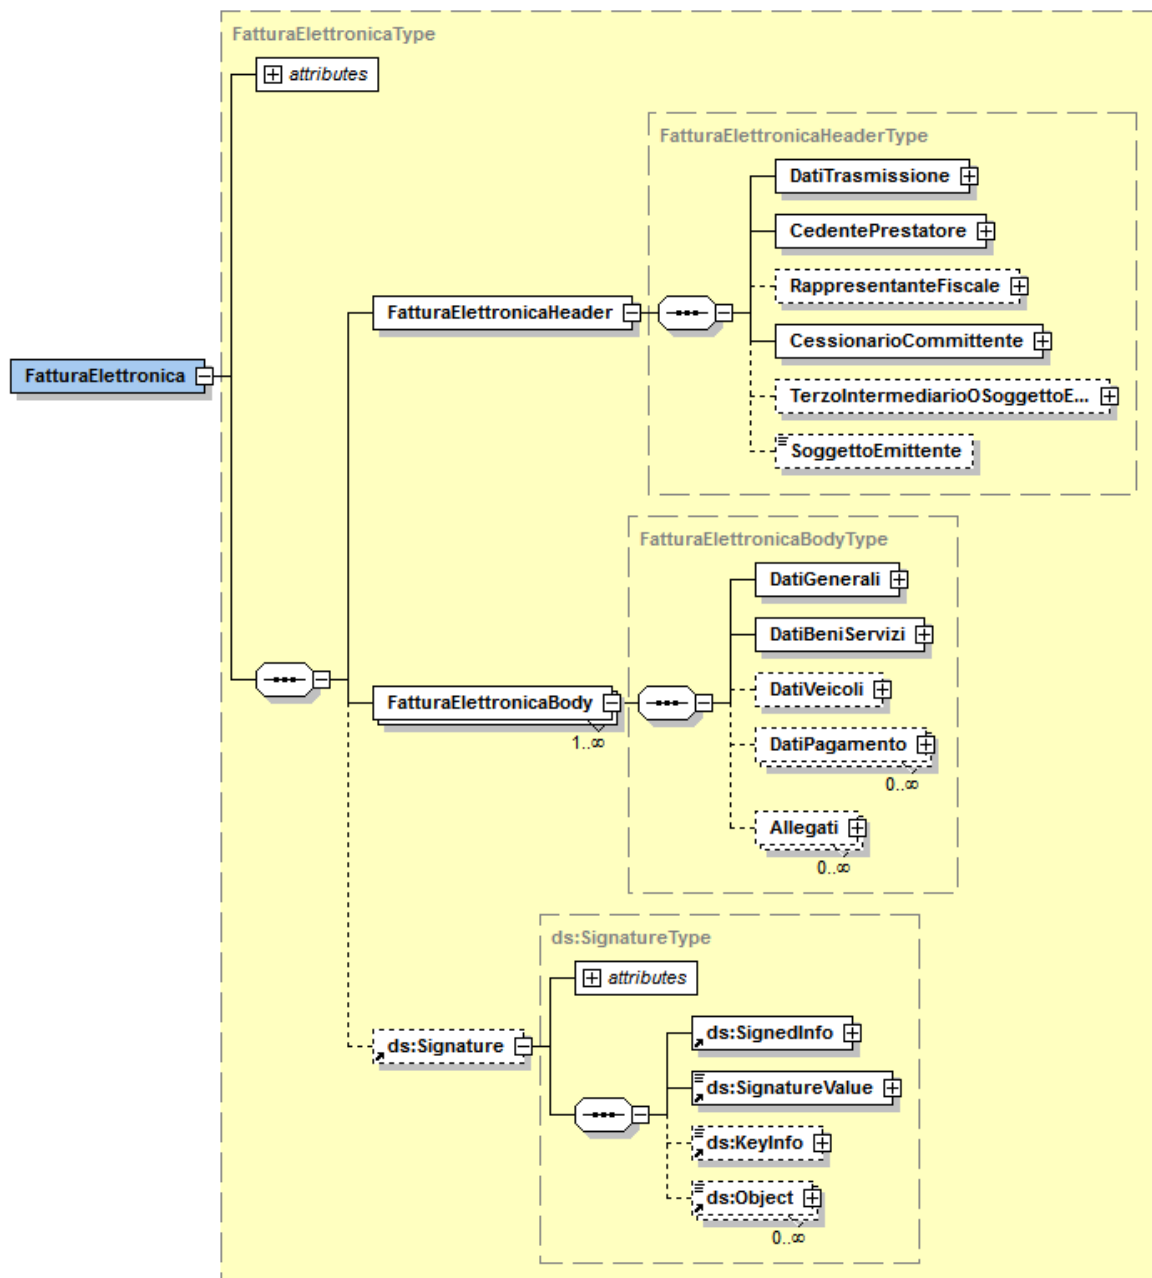 FatturaElettronicaType
attributes
FatturaElettronicaHeaderType
DatiTrasmissione
CedentePrestatore
RappresentanteFiscale
FatturaElettronicaHeader
CessionarioCommittente
FatturaElettronica
TerzoIntermediarioOSoggettoE...
SoggettoEmittente
FatturaElettronicaBodyType
DatiGenerali
DatiBeniServizi
DatiVeicoli
FatturaElettronicaBody
1..∞
DatiPagamento
0..∞
Allegati
0..∞
ds:SignatureType
attributes
ds:SignedInfo
ds:Signature
ds:SignatureValue
ds:KeyInfo
ds:Object
0..∞